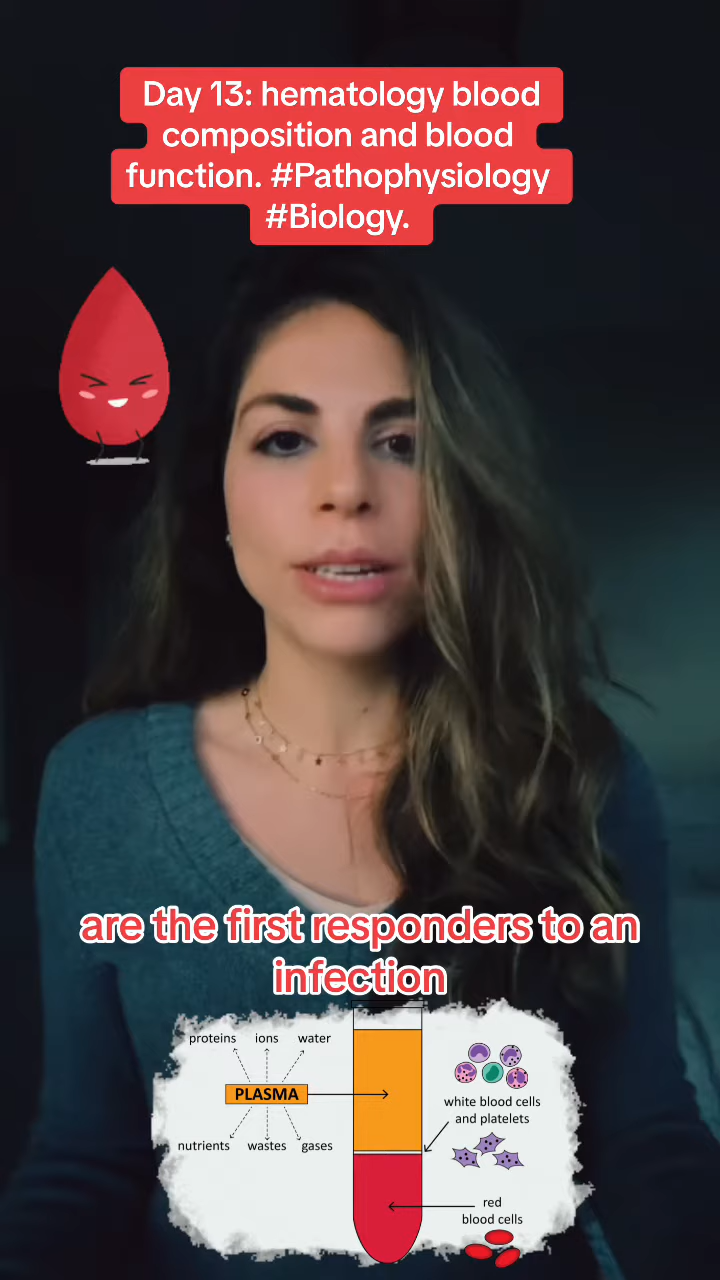 Day 13: hematology blood
composition and blood
function. #Pathophysiology
#Biology.
are the first responders to an
infection
proteins ions water
PLASMA
nutrients wastes gases
white blood cells
and platelets
red
blood cells